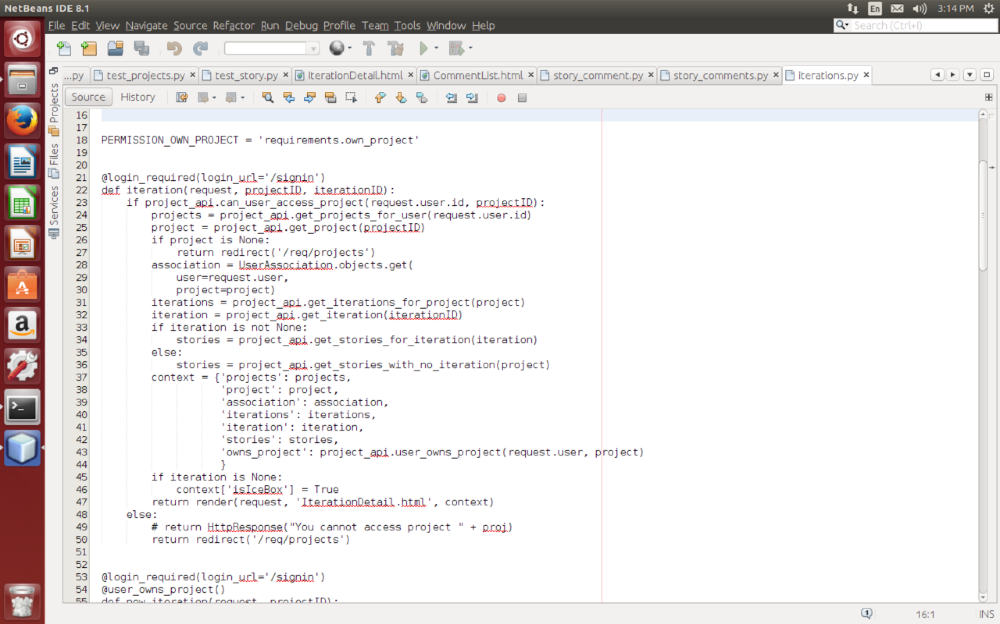 NetBeans IDE 8.1
En
3:14 PM
File Edit View Navigate Source Refactor Run Debug Profile Team Tools Window Help
Search (Ctrl+I)
...py
test_projects.py
test_story.py
IterationDetail.html
CommentList.html
story_comment.py
story_comments.py
iterations.py
Projects
Files
Services
Source
History
16
17
18 PERMISSION_OWN_PROJECT = 'requirements.own_project'
19
20
21 @login_required(login_url='/signin')
22 def iteration(request, projectID, iterationID):
23     if project_api.can_user_access_project(request.user.id, projectID):
24         projects = project_api.get_projects_for_user(request.user.id)
25         project = project_api.get_project(projectID)
26         if project is None:
27             return redirect('/req/projects')
28         association = UserAssociation.objects.get(
29             user=request.user,
30             project=project)
31         iterations = project_api.get_iterations_for_project(project)
32         iteration = project_api.get_iteration(iterationID)
33         if iteration is not None:
34             stories = project_api.get_stories_for_iteration(iteration)
35         else:
36             stories = project_api.get_stories_with_no_iteration(project)
37         context = {'projects': projects,
38                    'project': project,
39                    'association': association,
40                    'iterations': iterations,
41                    'iteration': iteration,
42                    'stories': stories,
43                    'owns_project': project_api.user_owns_project(request.user, project)
44                    }
45         if iteration is None:
46             context['isIceBox'] = True
47         return render(request, 'IterationDetail.html', context)
48     else:
49         # return HttpResponse("You cannot access project " + proj)
50         return redirect('/req/projects')
51
52
53 @login_required(login_url='/signin')
54 @user_owns_project()
55 def new_iteration(request, projectID):
1
16:1
INS